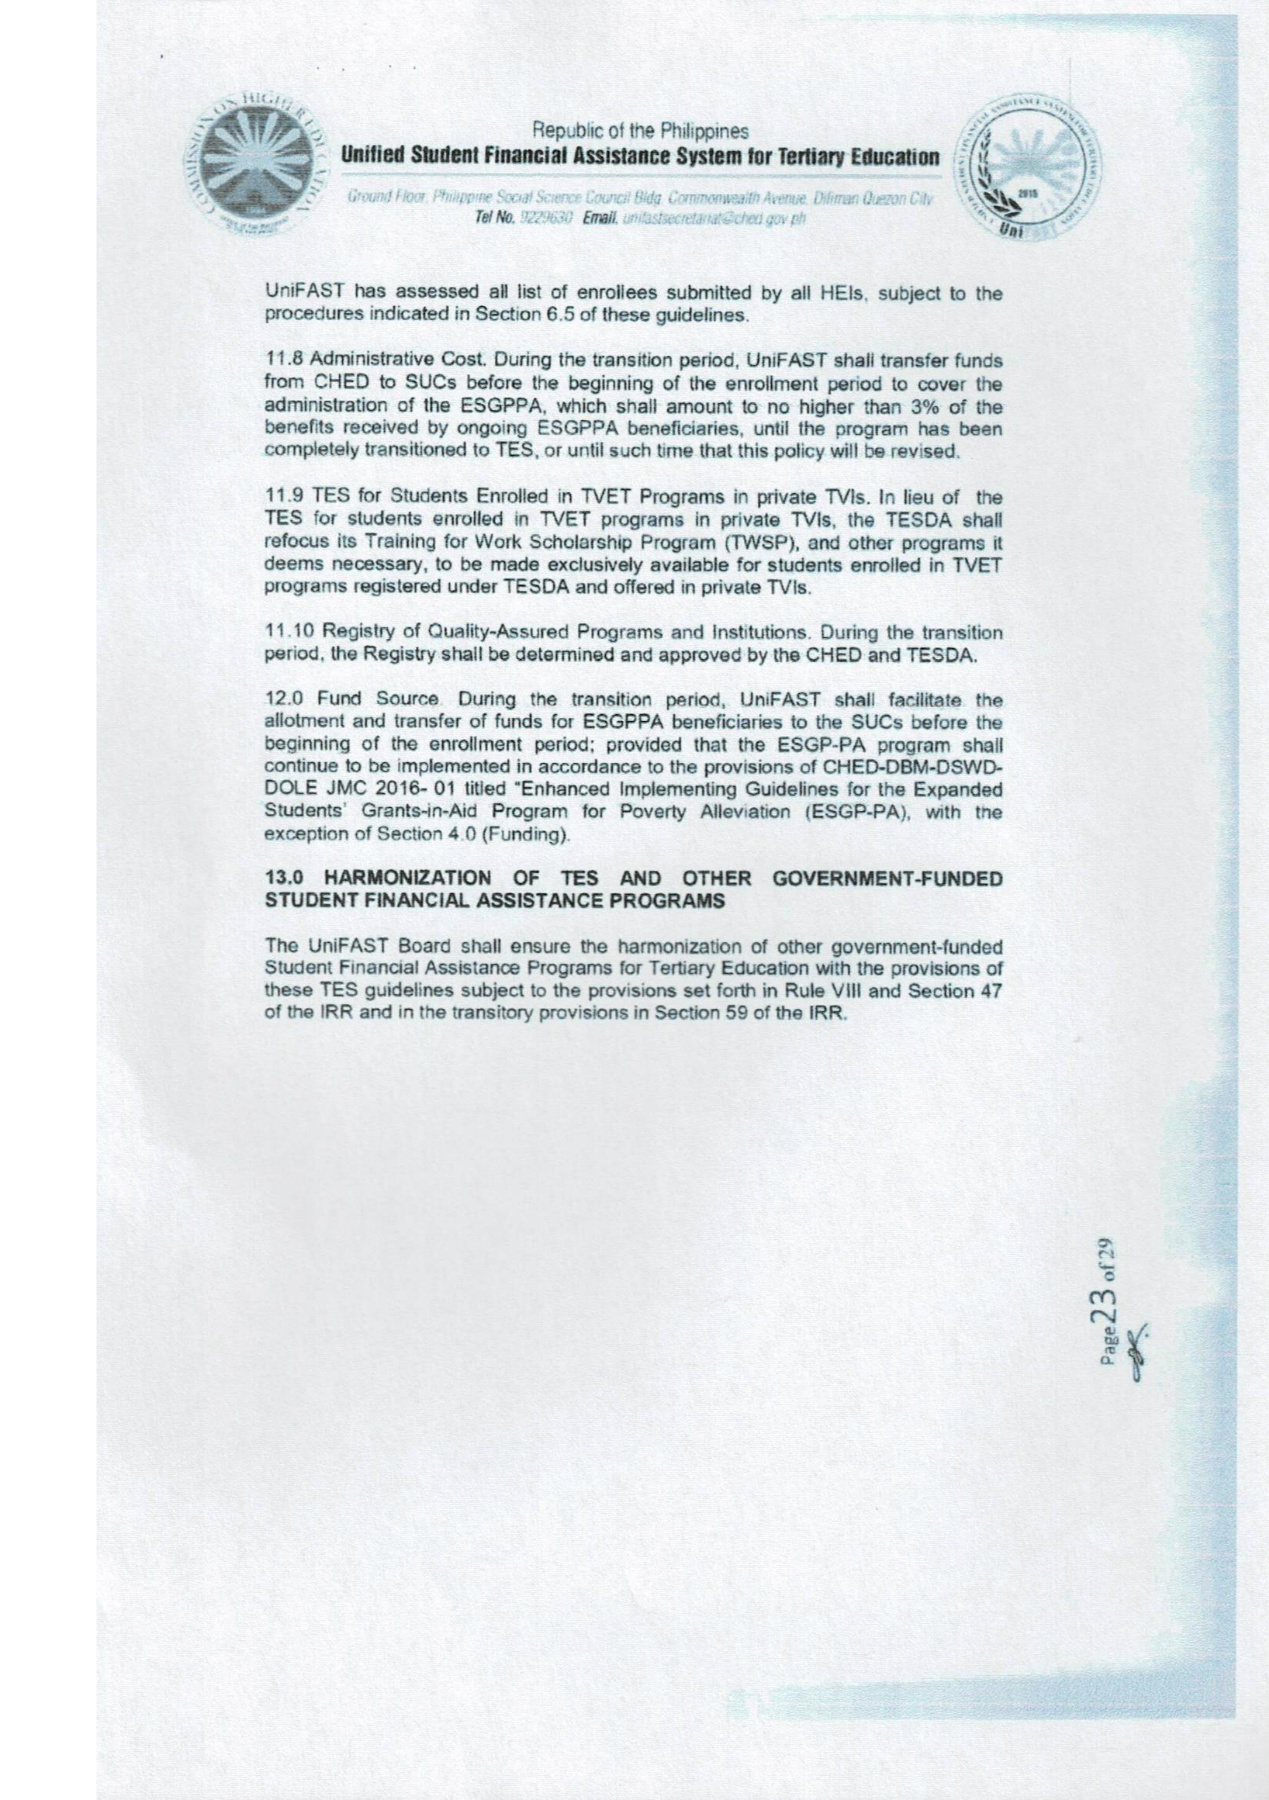 COMMISSION ON HIGHER EDUCATION
Republic of the Philippines
Unified Student Financial Assistance System for Tertiary Education
Ground Floor, Philippine Social Science Council Bldg. Commonwealth Avenue, Diliman Quezon City
Tel No. 9229630 Email. unifastsecretariat@ched.gov.ph
2015
Uni
UniFAST has assessed all list of enrollees submitted by all HEIs, subject to the
procedures indicated in Section 6.5 of these guidelines.
11.8 Administrative Cost. During the transition period, UniFAST shall transfer funds
from CHED to SUCs before the beginning of the enrollment period to cover the
administration of the ESGPPA, which shall amount to no higher than 3% of the
benefits received by ongoing ESGPPA beneficiaries, until the program has been
completely transitioned to TES, or until such time that this policy will be revised.
11.9 TES for Students Enrolled in TVET Programs in private TVIs. In lieu of the
TES for students enrolled in TVET programs in private TVIs, the TESDA shall
refocus its Training for Work Scholarship Program (TWSP), and other programs it
deems necessary, to be made exclusively available for students enrolled in TVET
programs registered under TESDA and offered in private TVIs.
11.10 Registry of Quality-Assured Programs and Institutions. During the transition
period, the Registry shall be determined and approved by the CHED and TESDA.
12.0 Fund Source. During the transition period, UniFAST shall facilitate the
allotment and transfer of funds for ESGPPA beneficiaries to the SUCs before the
beginning of the enrollment period; provided that the ESGP-PA program shall
continue to be implemented in accordance to the provisions of CHED-DBM-DSWD-
DOLE JMC 2016- 01 titled "Enhanced Implementing Guidelines for the Expanded
Students' Grants-in-Aid Program for Poverty Alleviation (ESGP-PA), with the
exception of Section 4.0 (Funding).
13.0 HARMONIZATION OF TES AND OTHER GOVERNMENT-FUNDED
STUDENT FINANCIAL ASSISTANCE PROGRAMS
The UniFAST Board shall ensure the harmonization of other government-funded
Student Financial Assistance Programs for Tertiary Education with the provisions of
these TES guidelines subject to the provisions set forth in Rule VIII and Section 47
of the IRR and in the transitory provisions in Section 59 of the IRR.
Page 23 of 29